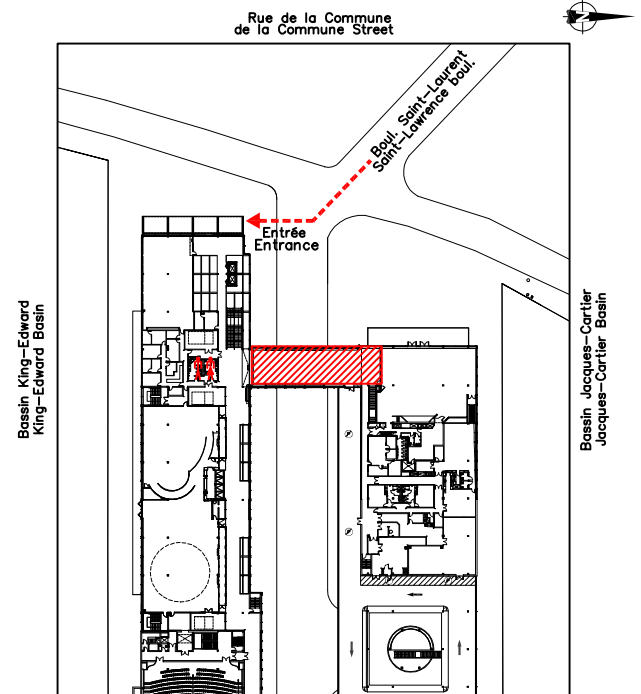 Rue de la Commune
de la Commune Street
N
Boul. Saint-Laurent
Saint-Lawrence boul.
Entrée
Entrance
Bassin King-Edward
King-Edward Basin
Bassin Jacques-Cartier
Jacques-Cartier Basin